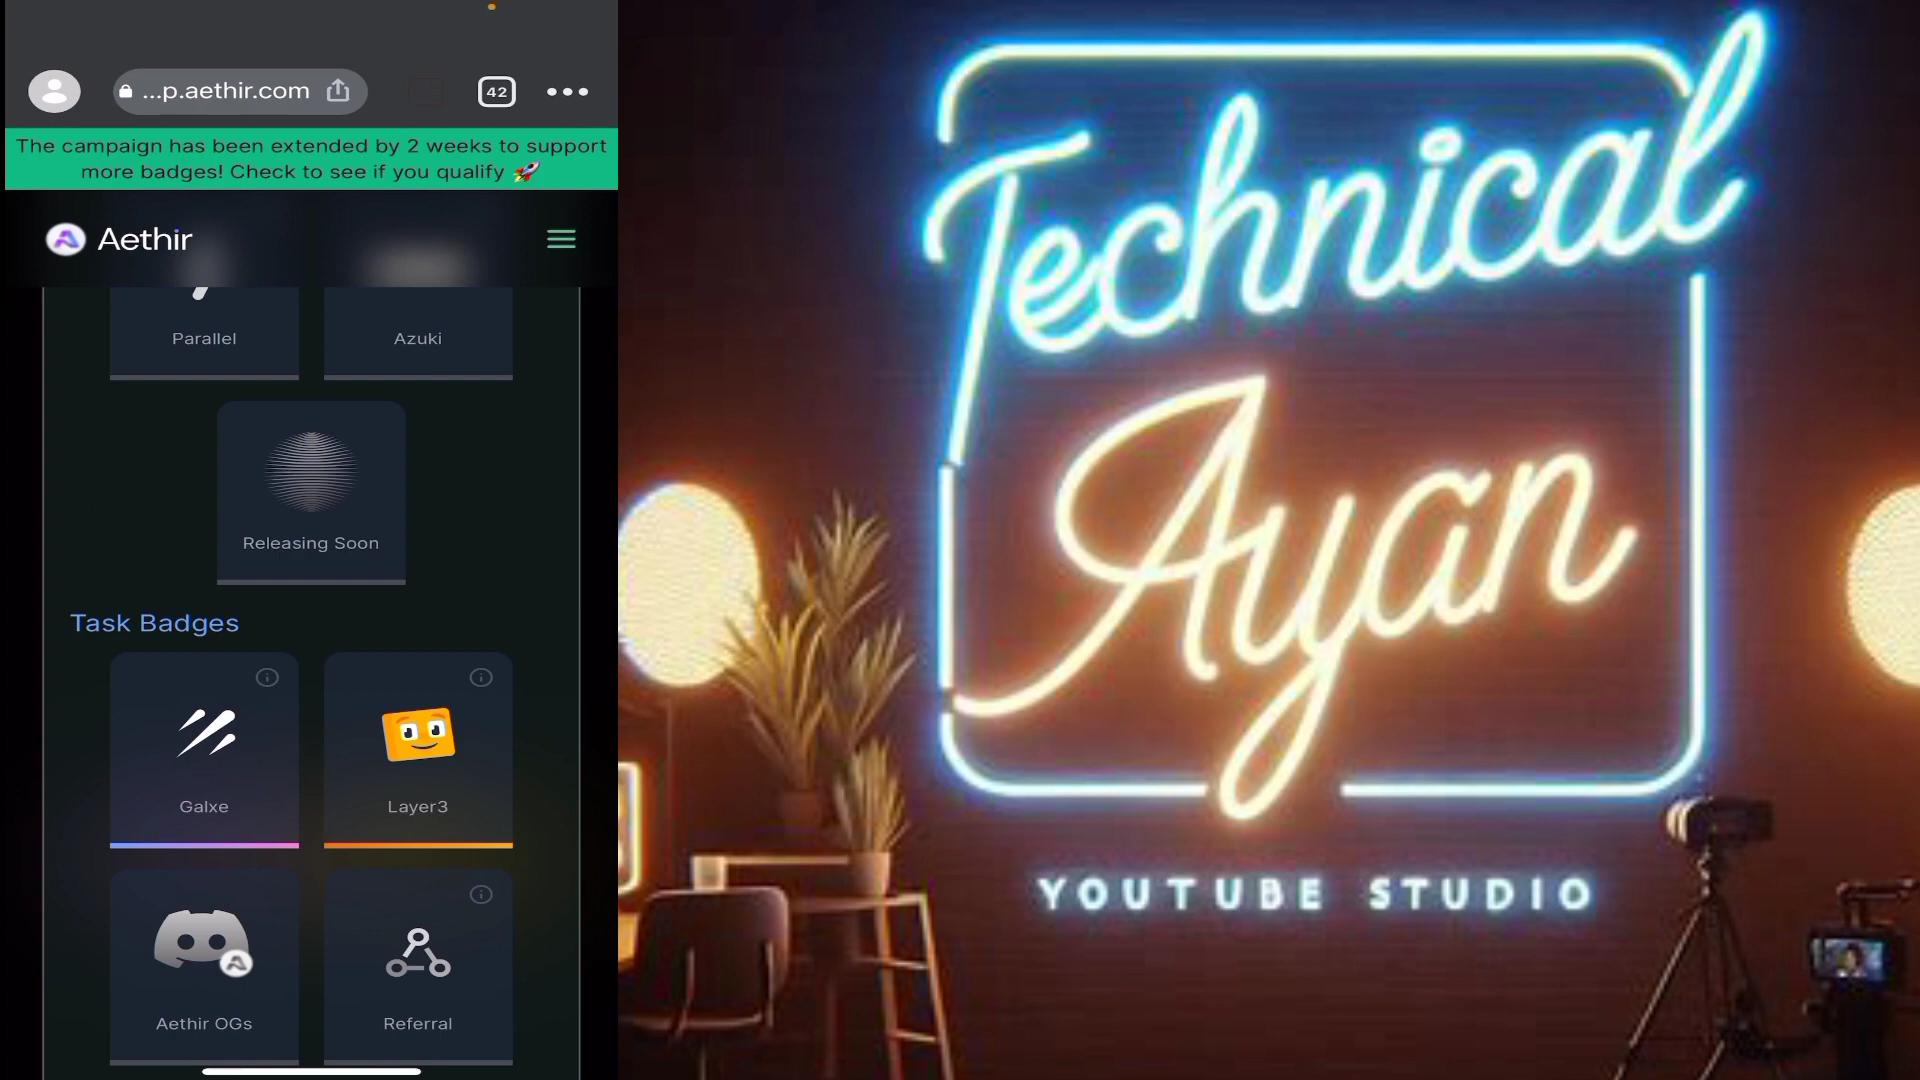 ...p.aethir.com
42
The campaign has been extended by 2 weeks to support
more badges! Check to see if you qualify 🚀
Aethir
Parallel
Azuki
Releasing Soon
Task Badges
Galxe
Layer3
Aethir OGs
Referral
Technical
Ayan
YOUTUBE STUDIO